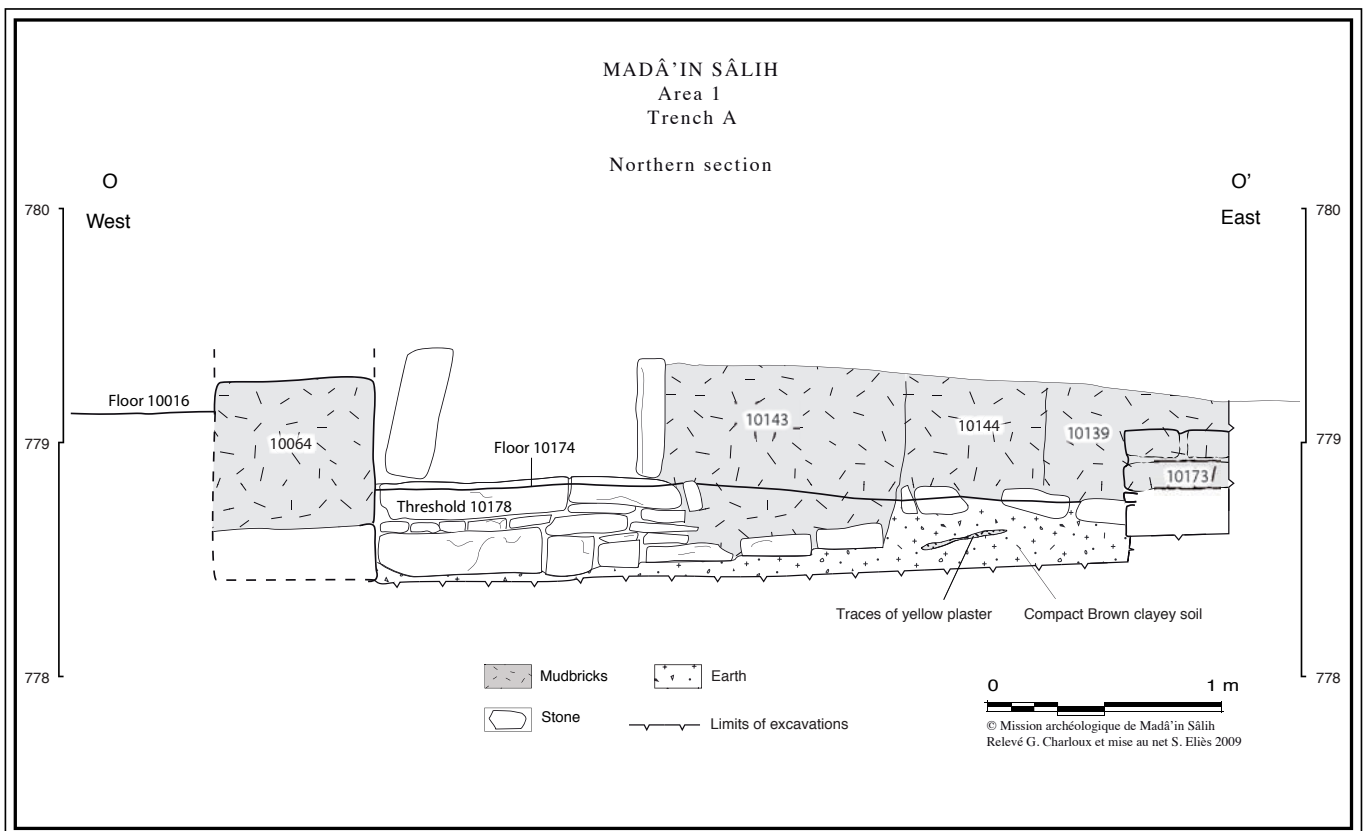 MADÂ’IN SÂLIH
Area 1
Trench A
Northern section
O
West
O’
East
780
780
Floor 10016
10064
Floor 10174
10143
10144
10139
779
779
10173
Threshold 10178
Traces of yellow plaster
Compact Brown clayey soil
778
778
Mudbricks
Earth
Stone
Limits of excavations
0 1 m
© Mission archéologique de Madâ’in Sâlih
Relevé G. Charloux et mise au net S. Eliès 2009